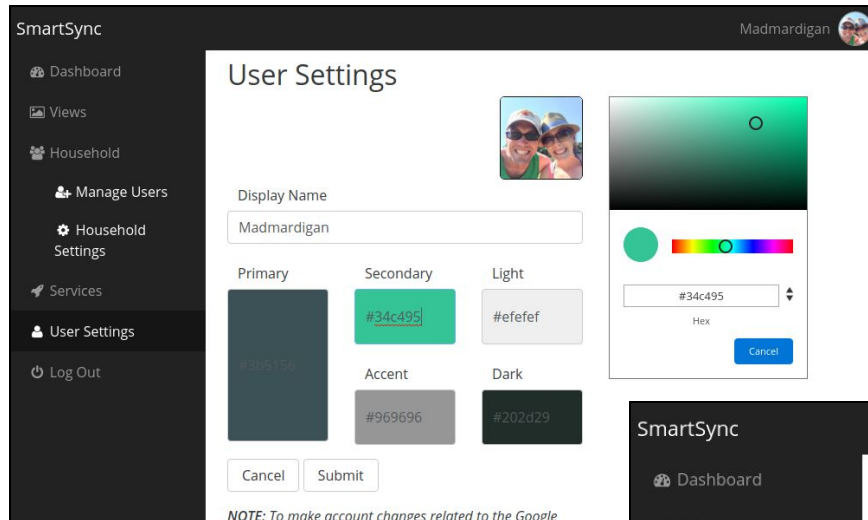 SmartSync
Madmardigan
Dashboard
Views
Household
Manage Users
Household
Settings
Services
User Settings
Log Out
User Settings
Display Name
Madmardigan
Primary
Secondary
Light
#3b5156
#34c495
#efefef
Accent
Dark
#969696
#202d29
Cancel
Submit
NOTE: To make account changes related to the Google
#34c495
Hex
Cancel
SmartSync
Dashboard